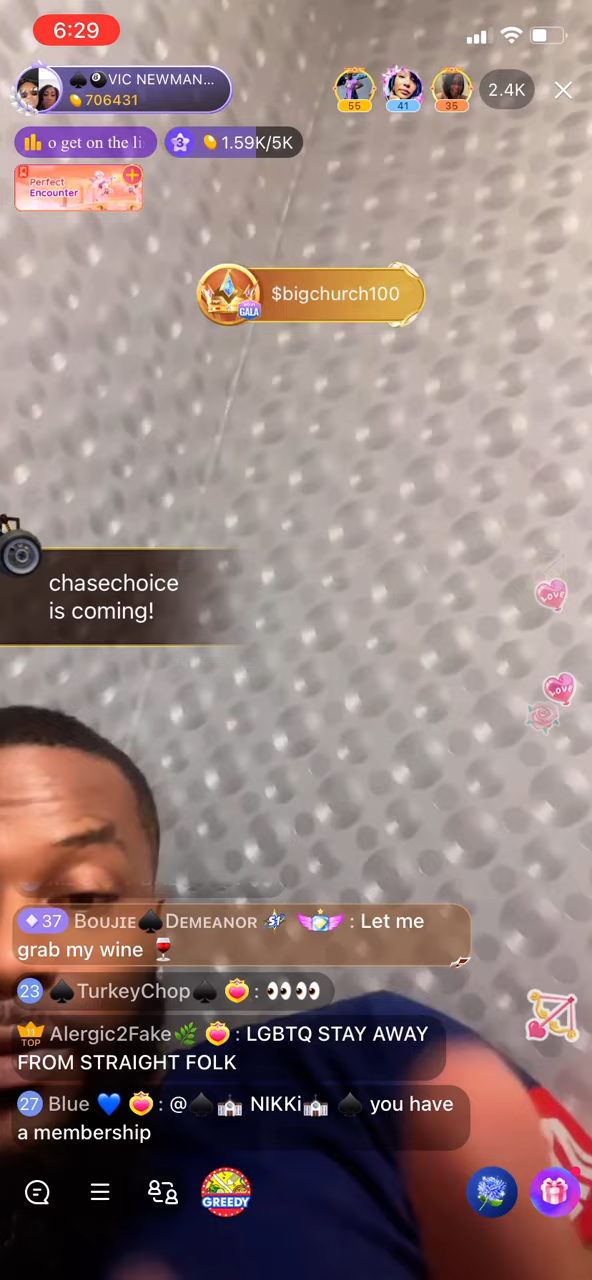 6:29
♠️🎱VIC NEWMAN...
706431
55
41
35
2.4K
o get on the li
3
1.59K/5K
Perfect
Encounter
GALA
$bigchurch100
chasechoice
is coming!
LOVE
LOVE
37 BOUJIE♠️DEMEANOR : Let me
grab my wine 🍷
23 ♠️TurkeyChop♠️ : 👀👀
11
TOP
Alergic2Fake🌿 : LGBTQ STAY AWAY
FROM STRAIGHT FOLK
27 Blue 💙 : @♠️💒 NIKKi💒 ♠️ you have
a membership
GREEDY